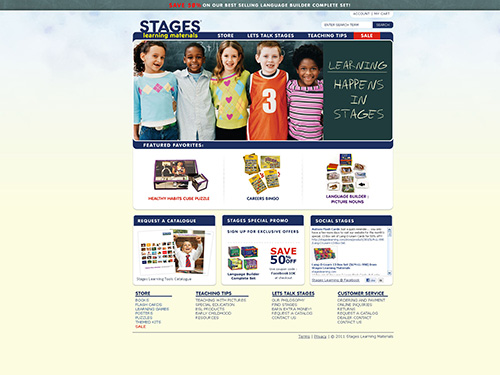 SAVE 50% ON OUR BEST SELLING LANGUAGE BUILDER COMPLETE SET!
ACCOUNT | MY CART
STAGES
learning materials
ENTER SEARCH TERM
SEARCH
STORE
LETS TALK STAGES
TEACHING TIPS
SALE
LEARNING
HAPPENS
IN
STAGES
3
FEATURED FAVORITES:
HEALTHY HABITS CUBE PUZZLE
CAREERS BINGO
LANGUAGE BUILDER :
PICTURE NOUNS
REQUEST A CATALOGUE
Stages Learning Tools Catalogue
STAGES SPECIAL PROMO
SIGN UP FOR EXCLUSIVE OFFERS
SAVE
50%
OFF
Language Builder
Complete Set
SOCIAL STAGES
Stages Learning Materials
Stages Learning & Facebook
STORE
BOOKS
FLASH CARDS
LEARNING GAMES
POSTERS
PUZZLES
THEMED KITS
SALE
TEACHING TIPS
TEACHING WITH PICTURES
SPECIAL EDUCATION
ESL PRODUCTS
EARLY CHILDHOOD
RESOURCES
LETS TALK STAGES
OUR PHILOSOPHY
FIND STAGES
EARN EXTRA MONEY!
REQUEST A CATALOG
CONTACT US
CUSTOMER SERVICE
ORDERING AND PAYMENT
ONLINE INQUIRIES
RETURNS
REQUEST A CATALOG
DEALER CONTACT
CONTACT US
Terms | Privacy | © 2011 Stages Learning Materials